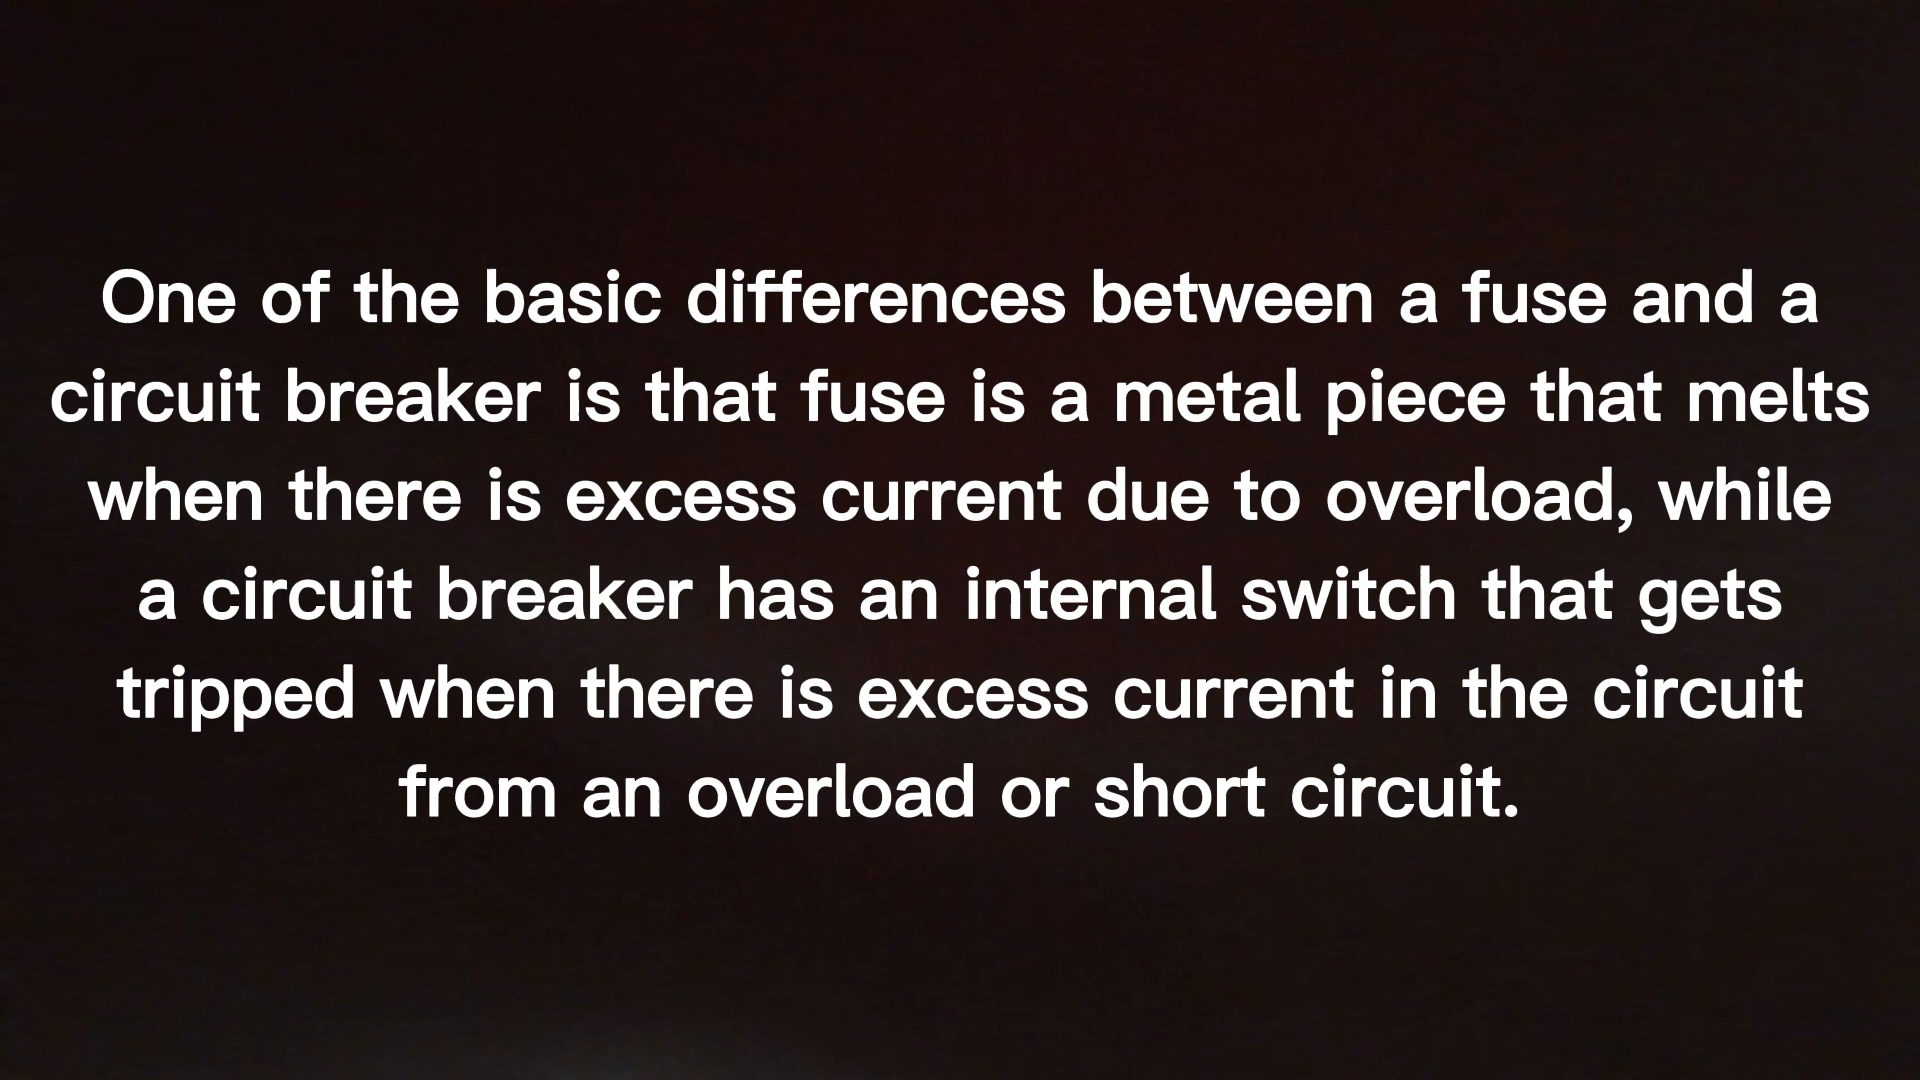 One of the basic differences between a fuse and a
circuit breaker is that fuse is a metal piece that melts
when there is excess current due to overload, while
a circuit breaker has an internal switch that gets
tripped when there is excess current in the circuit
from an overload or short circuit.